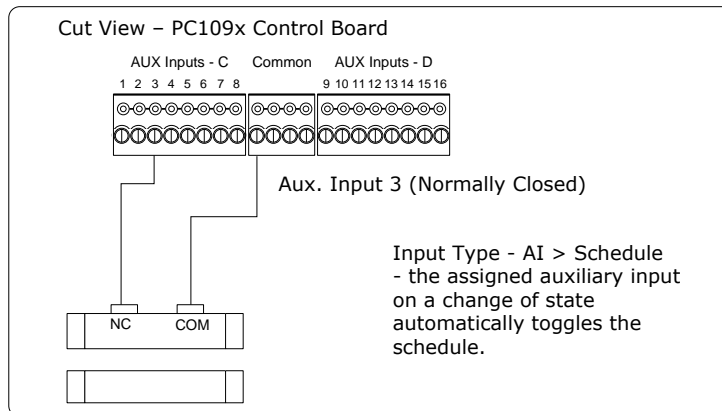 Cut View – PC109x Control Board
AUX Inputs - C Common AUX Inputs - D
1 2 3 4 5 6 7 8 9 10 11 12 13 14 15 16
Aux. Input 3 (Normally Closed)
Input Type - AI > Schedule
- the assigned auxiliary input
on a change of state
automatically toggles the
schedule.
NC COM